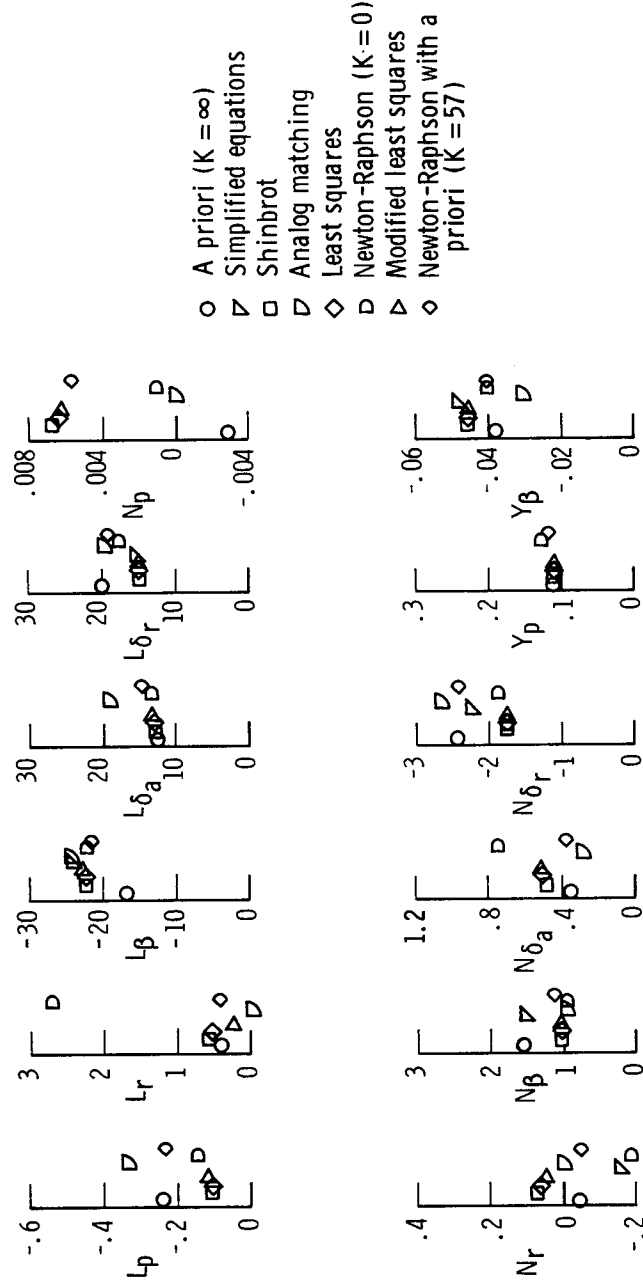 -.6
Lp
-.2
0
3
2
Lr
1
0
-30
-20
Lβ
-10
0
-30
20
Lδa
10
0
30
20
Lδr
10
0
.008
.004
Np
0
-.004
.2
Nr
0
-.2
3
2
Nβ
1
0
1.2
.8
Nδa
.4
0
-3
Nδr
-1
0
.3
.2
Yp
.1
0
-.06
-.04
Yβ
-.02
0
A priori (K = ∞)
Simplified equations
Shinbrot
Analog matching
Least squares
Newton-Raphson (K = 0)
Modified least squares
Newton-Raphson with a
priori (K = 57)